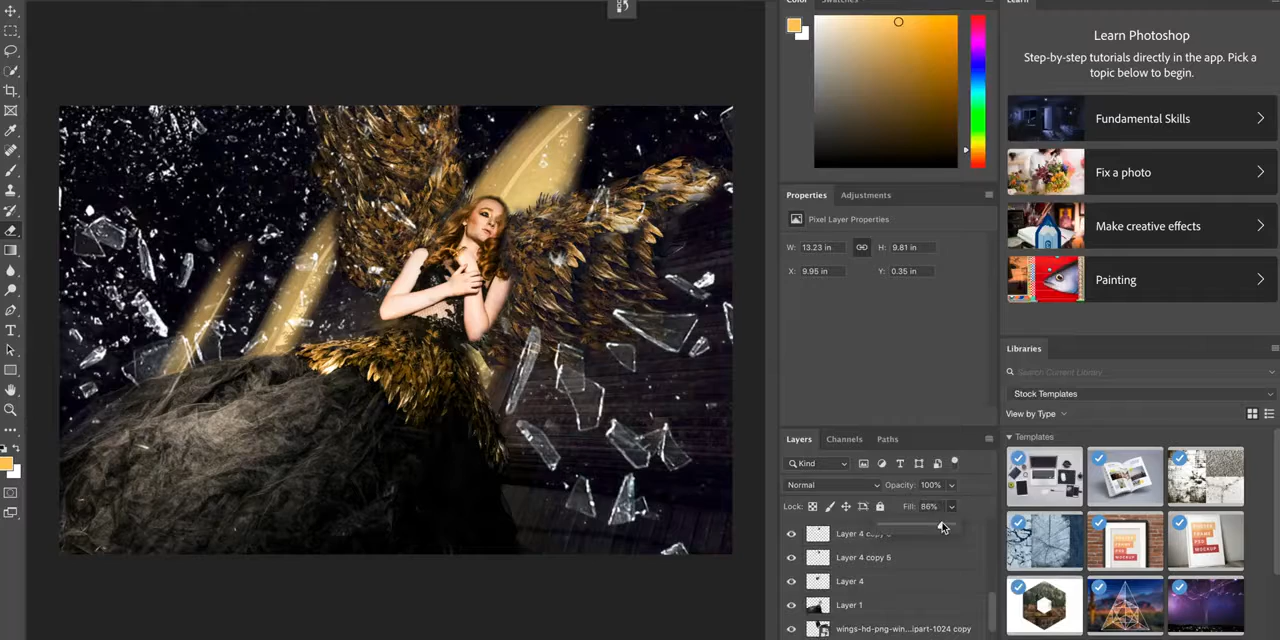 Color Swatches
Learn
Learn Photoshop
Step-by-step tutorials directly in the app. Pick a
topic below to begin.
Fundamental Skills
Fix a photo
Make creative effects
Painting
Properties Adjustments
Pixel Layer Properties
W: 13.23 in H: 9.81 in
X: 9.95 in Y: 0.35 in
Libraries
Search Current Library
Stock Templates
View by Type
Templates
Layers Channels Paths
Kind
Normal Opacity: 100%
Lock: Fill: 86%
Layer 4 copy
Layer 4 copy 5
Layer 4
Layer 1
wings-hd-png-win...ipart-1024 copy